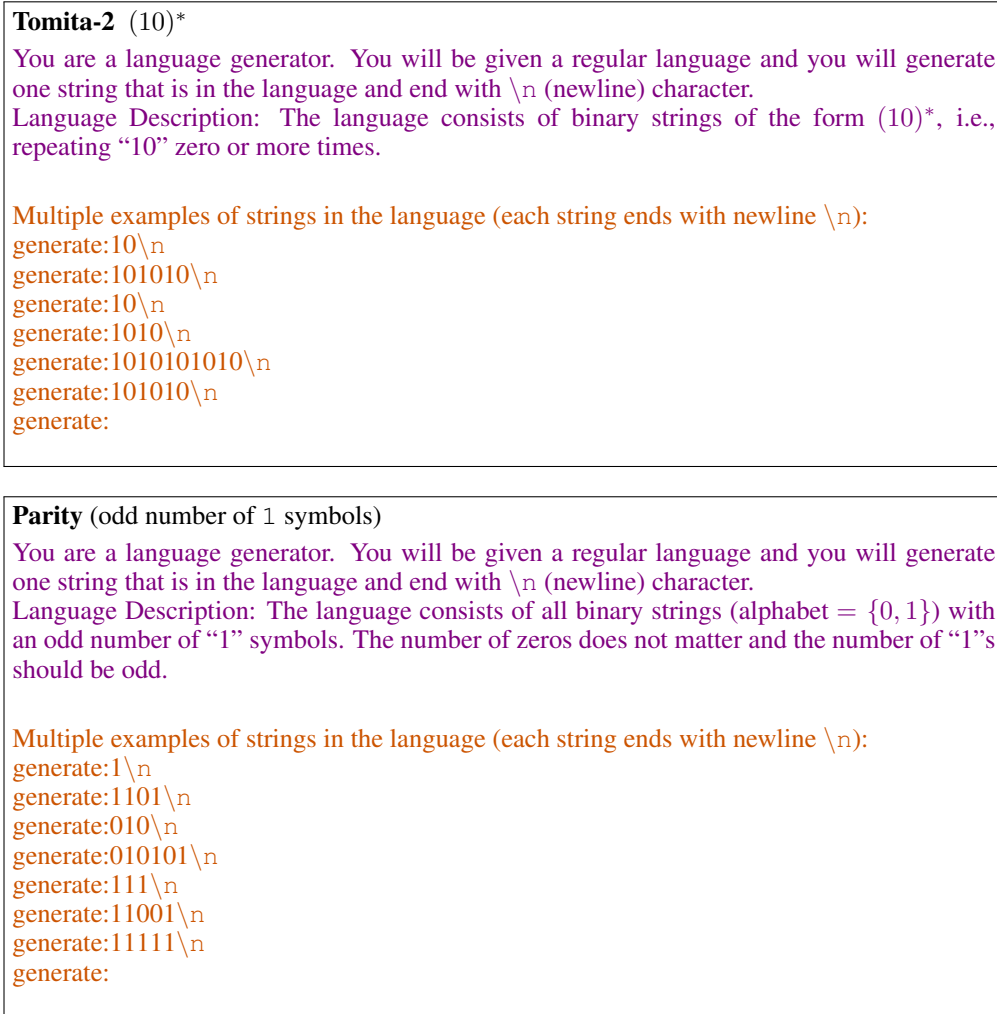 Tomita-2 (10)*
You are a language generator. You will be given a regular language and you will generate
one string that is in the language and end with \n (newline) character.
Language Description: The language consists of binary strings of the form (10)*, i.e.,
repeating “10” zero or more times.
Multiple examples of strings in the language (each string ends with newline \n):
generate:10\n
generate:101010\n
generate:10\n
generate:1010\n
generate:1010101010\n
generate:101010\n
generate:
Parity (odd number of 1 symbols)
You are a language generator. You will be given a regular language and you will generate
one string that is in the language and end with \n (newline) character.
Language Description: The language consists of all binary strings (alphabet = {0, 1}) with
an odd number of “1” symbols. The number of zeros does not matter and the number of “1”s
should be odd.
Multiple examples of strings in the language (each string ends with newline \n):
generate:1\n
generate:1101\n
generate:010\n
generate:010101\n
generate:111\n
generate:11001\n
generate:11111\n
generate: